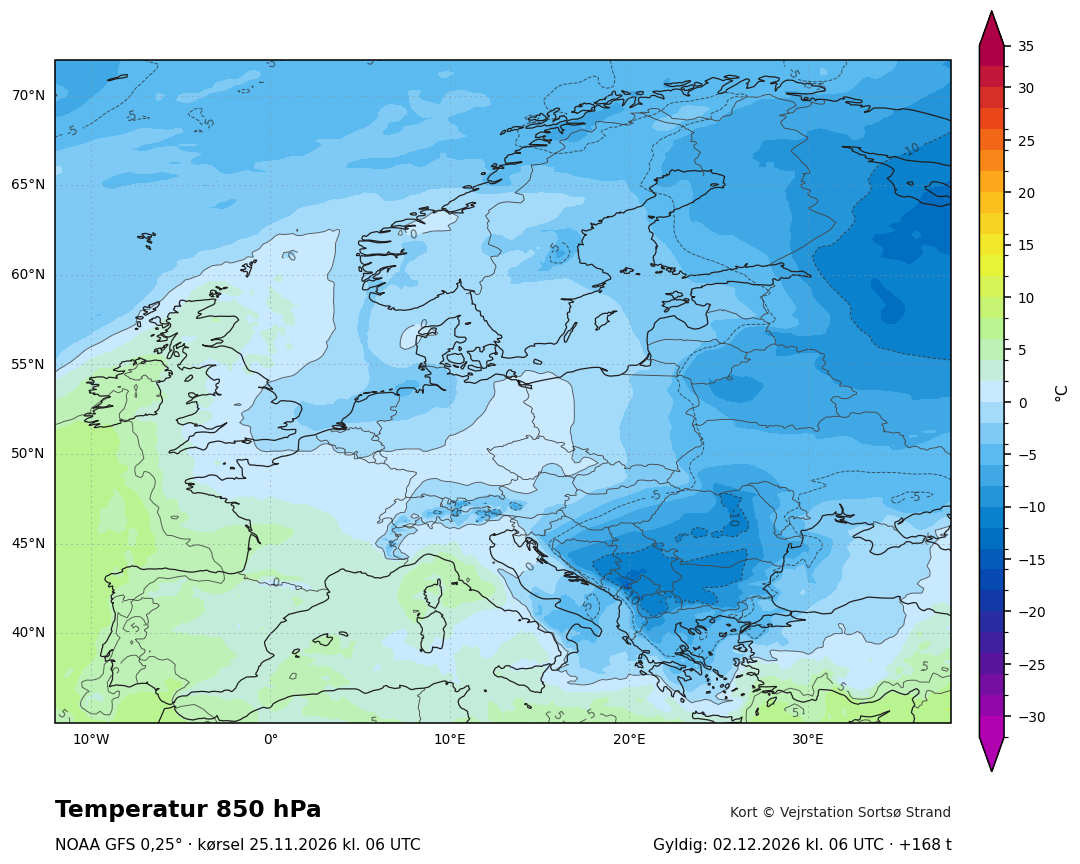 70°N
65°N
60°N
55°N
50°N
45°N
40°N
10°W 0° 10°E 20°E 30°E
35
30
25
20
15
10
5
0
−5
−10
−15
−20
−25
−30
°C
Temperatur 850 hPa
Kort © Vejrstation Sortsø Strand
NOAA GFS 0,25° · kørsel 25.11.2026 kl. 06 UTC
Gyldig: 02.12.2026 kl. 06 UTC · +168 t